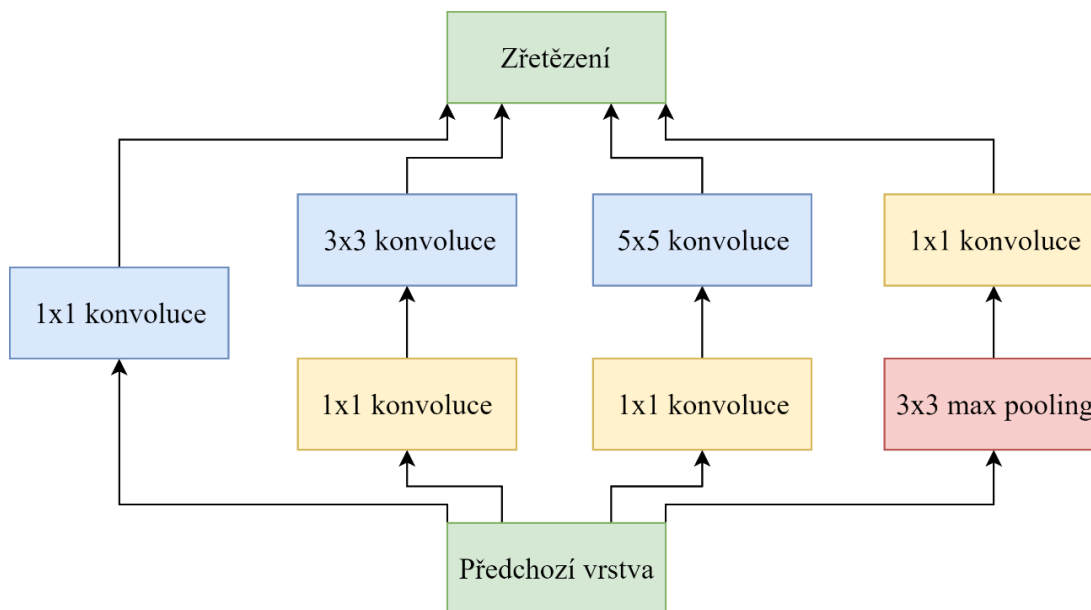 Zřetězení
3x3 konvoluce
5x5 konvoluce
1x1 konvoluce
1x1 konvoluce
1x1 konvoluce
1x1 konvoluce
3x3 max pooling
Předchozí vrstva